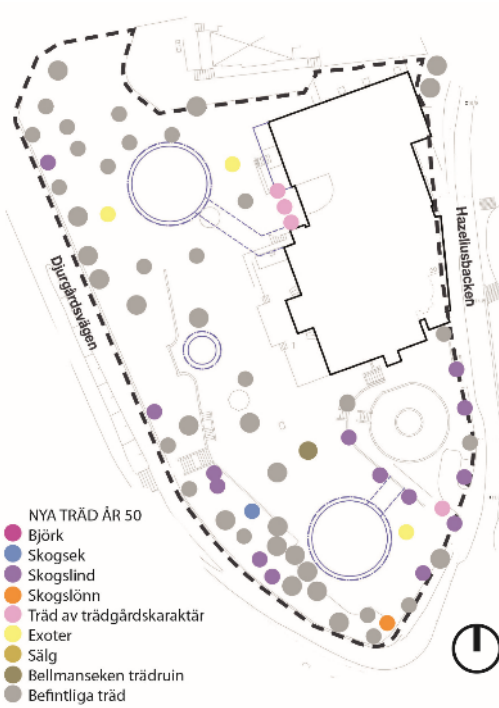 Hazeliusbacken
Djurgårdsvägen
NYA TRÄD ÅR 50
Björk
Skogsek
Skogslind
Skogslönn
Träd av trädgårdskaraktär
Exoter
Sälg
Bellmanseken trädruin
Befintliga träd